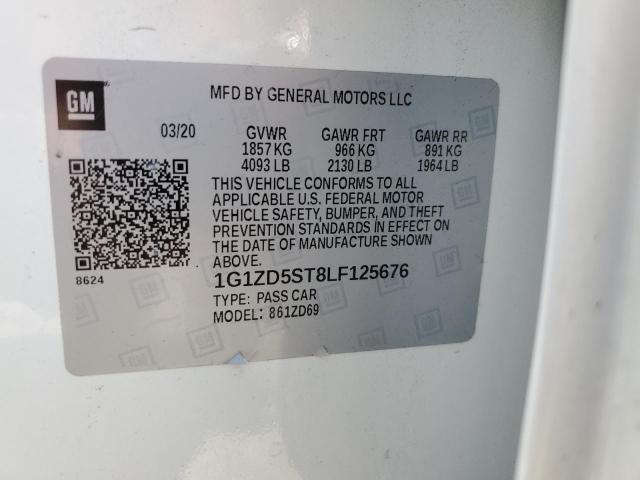 GM
MFD BY GENERAL MOTORS LLC
03/20 GVWR GAWR FRT GAWR RR
1857 KG 966 KG 891 KG
4093 LB 2130 LB 1964 LB
THIS VEHICLE CONFORMS TO ALL
APPLICABLE U.S. FEDERAL MOTOR
VEHICLE SAFETY, BUMPER, AND THEFT
PREVENTION STANDARDS IN EFFECT ON
THE DATE OF MANUFACTURE SHOWN
ABOVE.
8624
1G1ZD5ST8LF125676
TYPE: PASS CAR
MODEL: 861ZD69